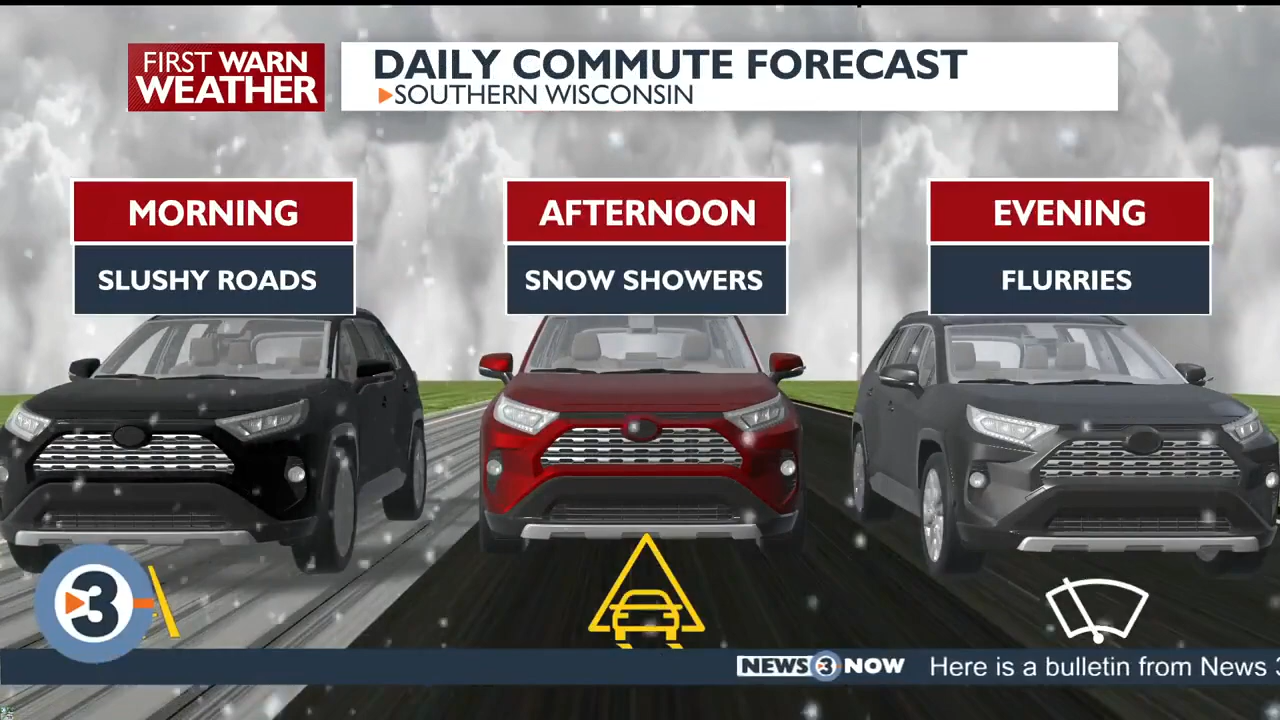 FIRST WARN
WEATHER
DAILY COMMUTE FORECAST
SOUTHERN WISCONSIN
MORNING
AFTERNOON
EVENING
SLUSHY ROADS
SNOW SHOWERS
FLURRIES
3
NEWS 3 NOW
Here is a bulletin from News 3